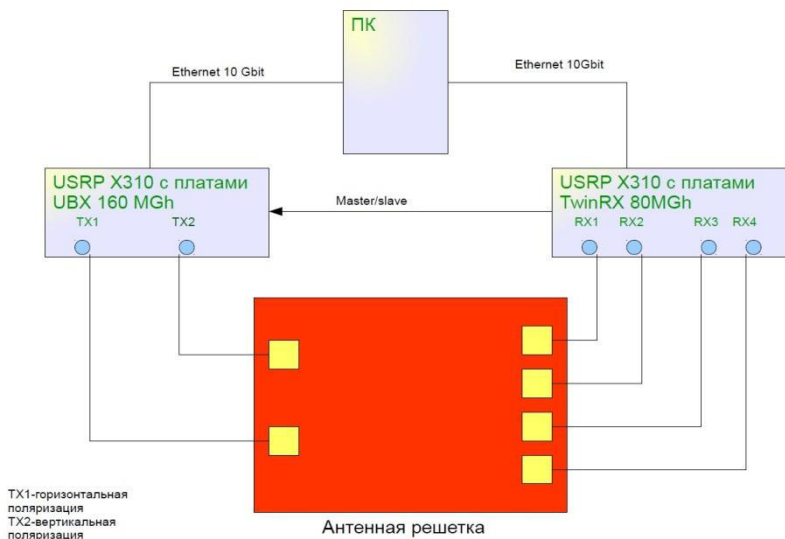 ПК
Ethernet 10 Gbit
Ethernet 10Gbit
USRP X310 с платами
UBX 160 MGh
TX1
TX2
Master/slave
USRP X310 с платами
TwinRX 80MGh
RX1
RX2
RX3
RX4
TX1-горизонтальная
поляризация
TX2-вертикальная
поляризация
Антенная решетка